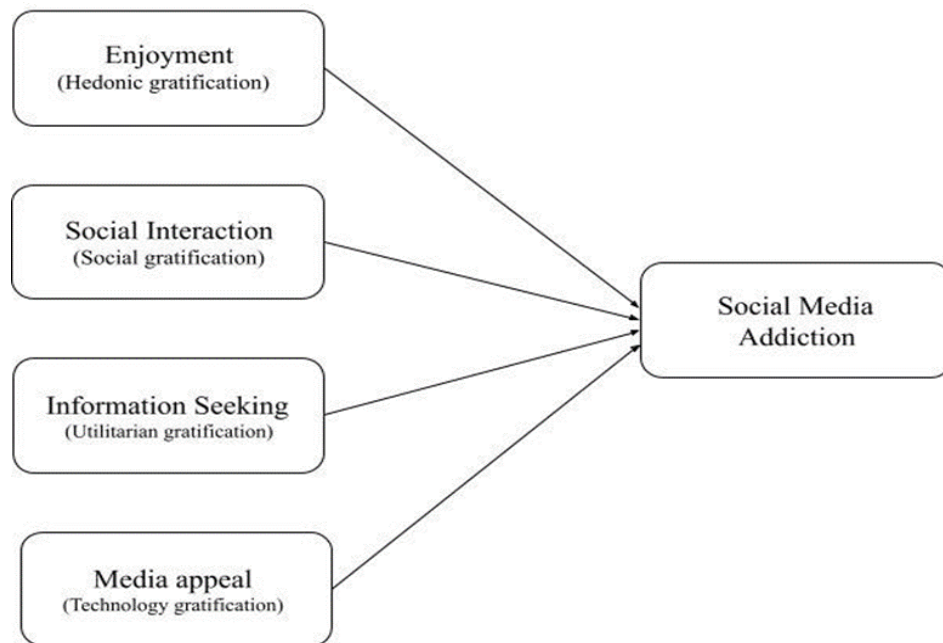 Enjoyment
(Hedonic gratification)
Social Interaction
(Social gratification)
Information Seeking
(Utilitarian gratification)
Media appeal
(Technology gratification)
Social Media
Addiction